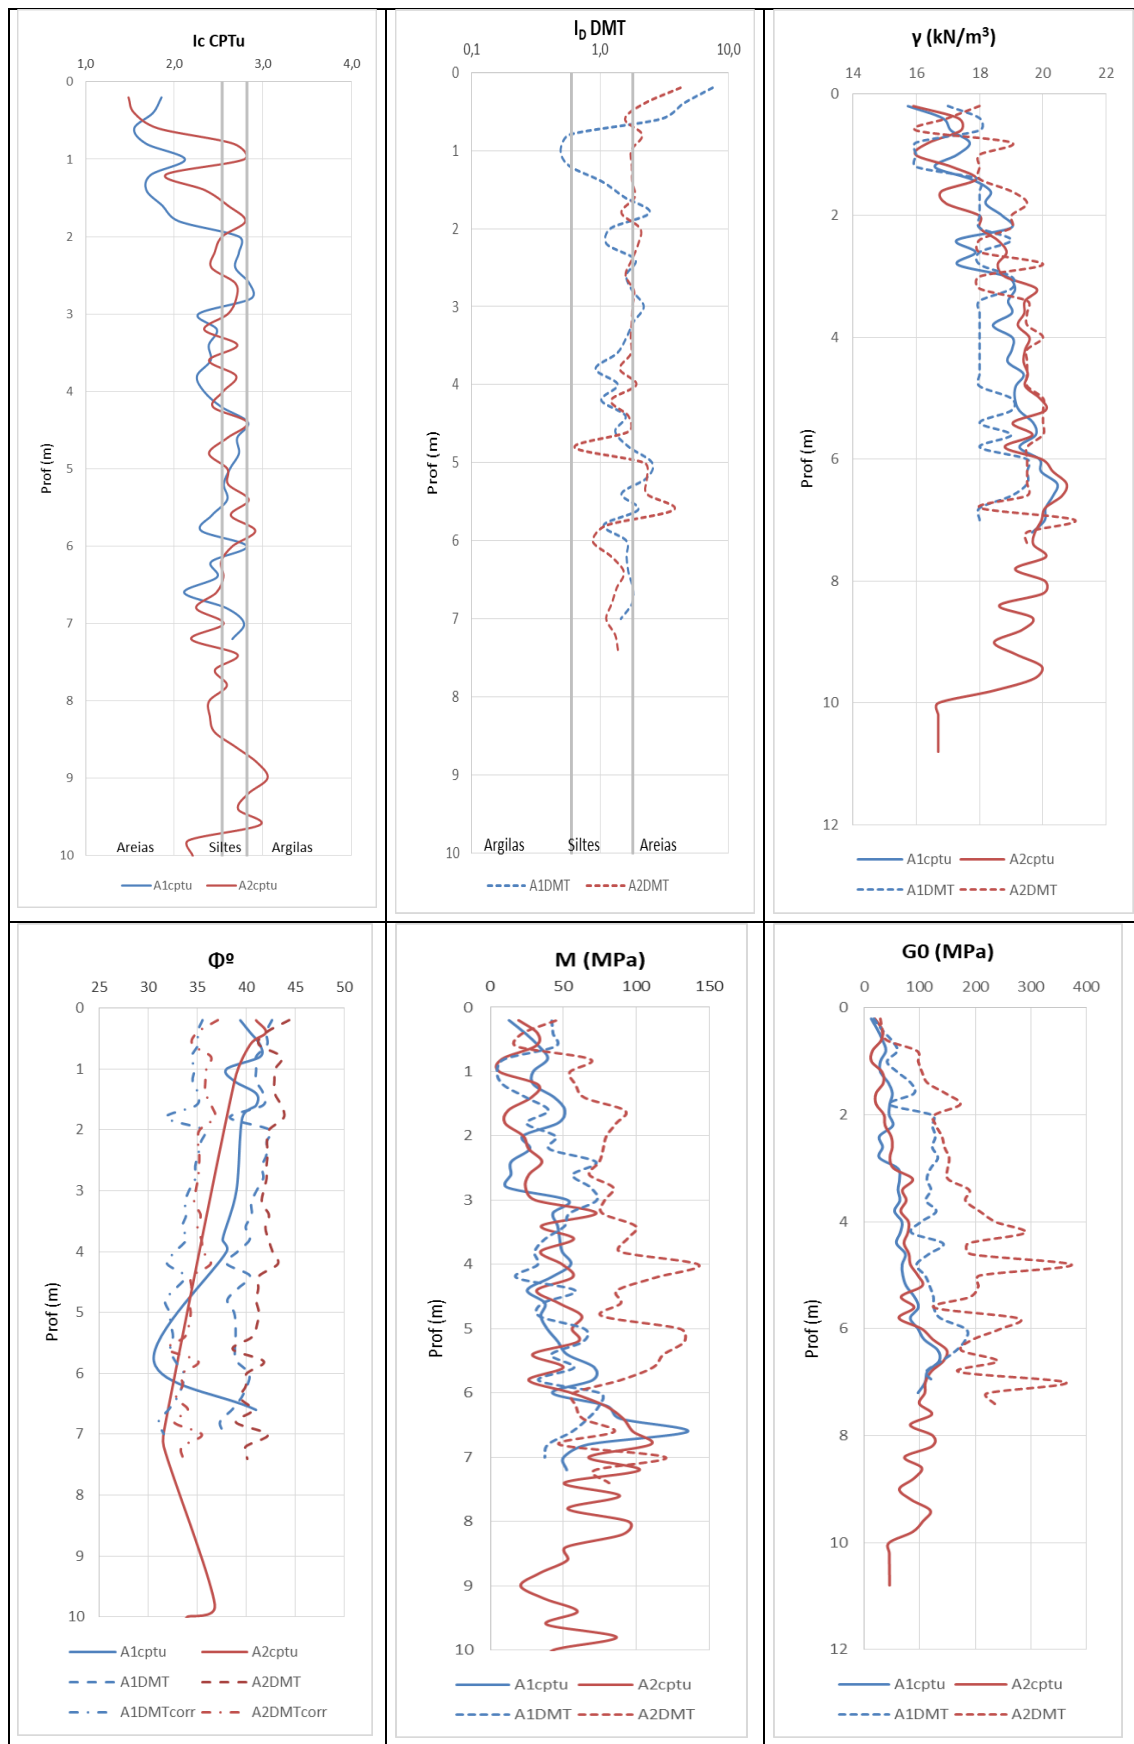 Ic CPTu
1,0 2,0 3,0 4,0
0
1
2
3
4
5
6
7
8
9
10
Prof (m)
Areias Siltes Argilas
A1cptu A2cptu
I_D DMT
0,1 1,0 10,0
0
1
2
3
4
5
6
7
8
9
10
Prof (m)
Argilas Siltes Areias
A1DMT A2DMT
γ (kN/m³)
14 16 18 20 22
0
2
4
6
8
10
12
Prof (m)
A1cptu A2cptu
A1DMT A2DMT
Φº
25 30 35 40 45 50
0
1
2
3
4
5
6
7
8
9
10
Prof (m)
A1cptu A2cptu
A1DMT A2DMT
A1DMTcorr A2DMTcorr
M (MPa)
0 50 100 150
0
1
2
3
4
5
6
7
8
9
10
Prof (m)
A1cptu A2cptu
A1DMT A2DMT
G0 (MPa)
0 100 200 300 400
0
2
4
6
8
10
12
Prof (m)
A1cptu A2cptu
A1DMT A2DMT